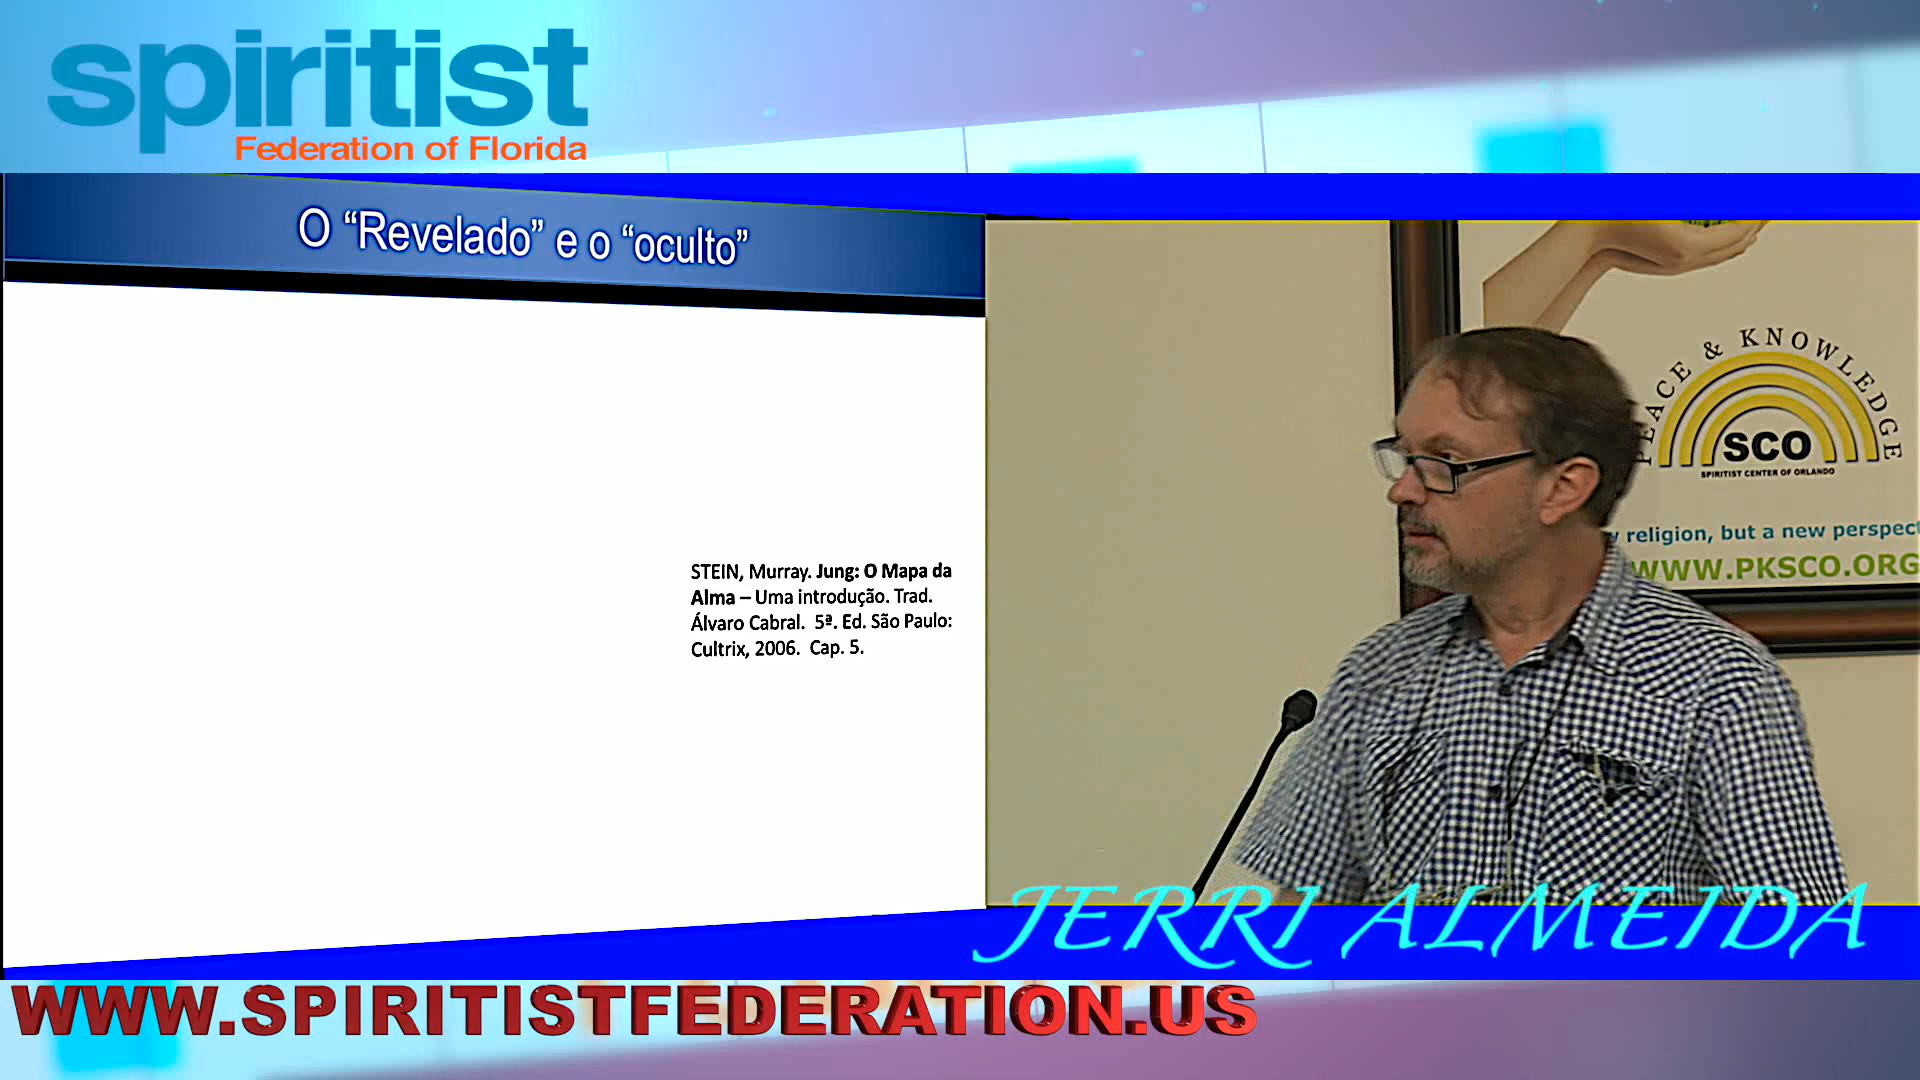 spiritist
Federation of Florida
O “Revelado” e o “oculto”
STEIN, Murray. Jung: O Mapa da
Alma – Uma introdução. Trad.
Álvaro Cabral. 5ª. Ed. São Paulo:
Cultrix, 2006. Cap. 5.
PEACE & KNOWLEDGE
SCO
SPIRITIST CENTER OF ORLANDO
religion, but a new
WWW.PKSCO.ORG
JERRI ALMEIDA
WWW.SPIRITISTFEDERATION.US